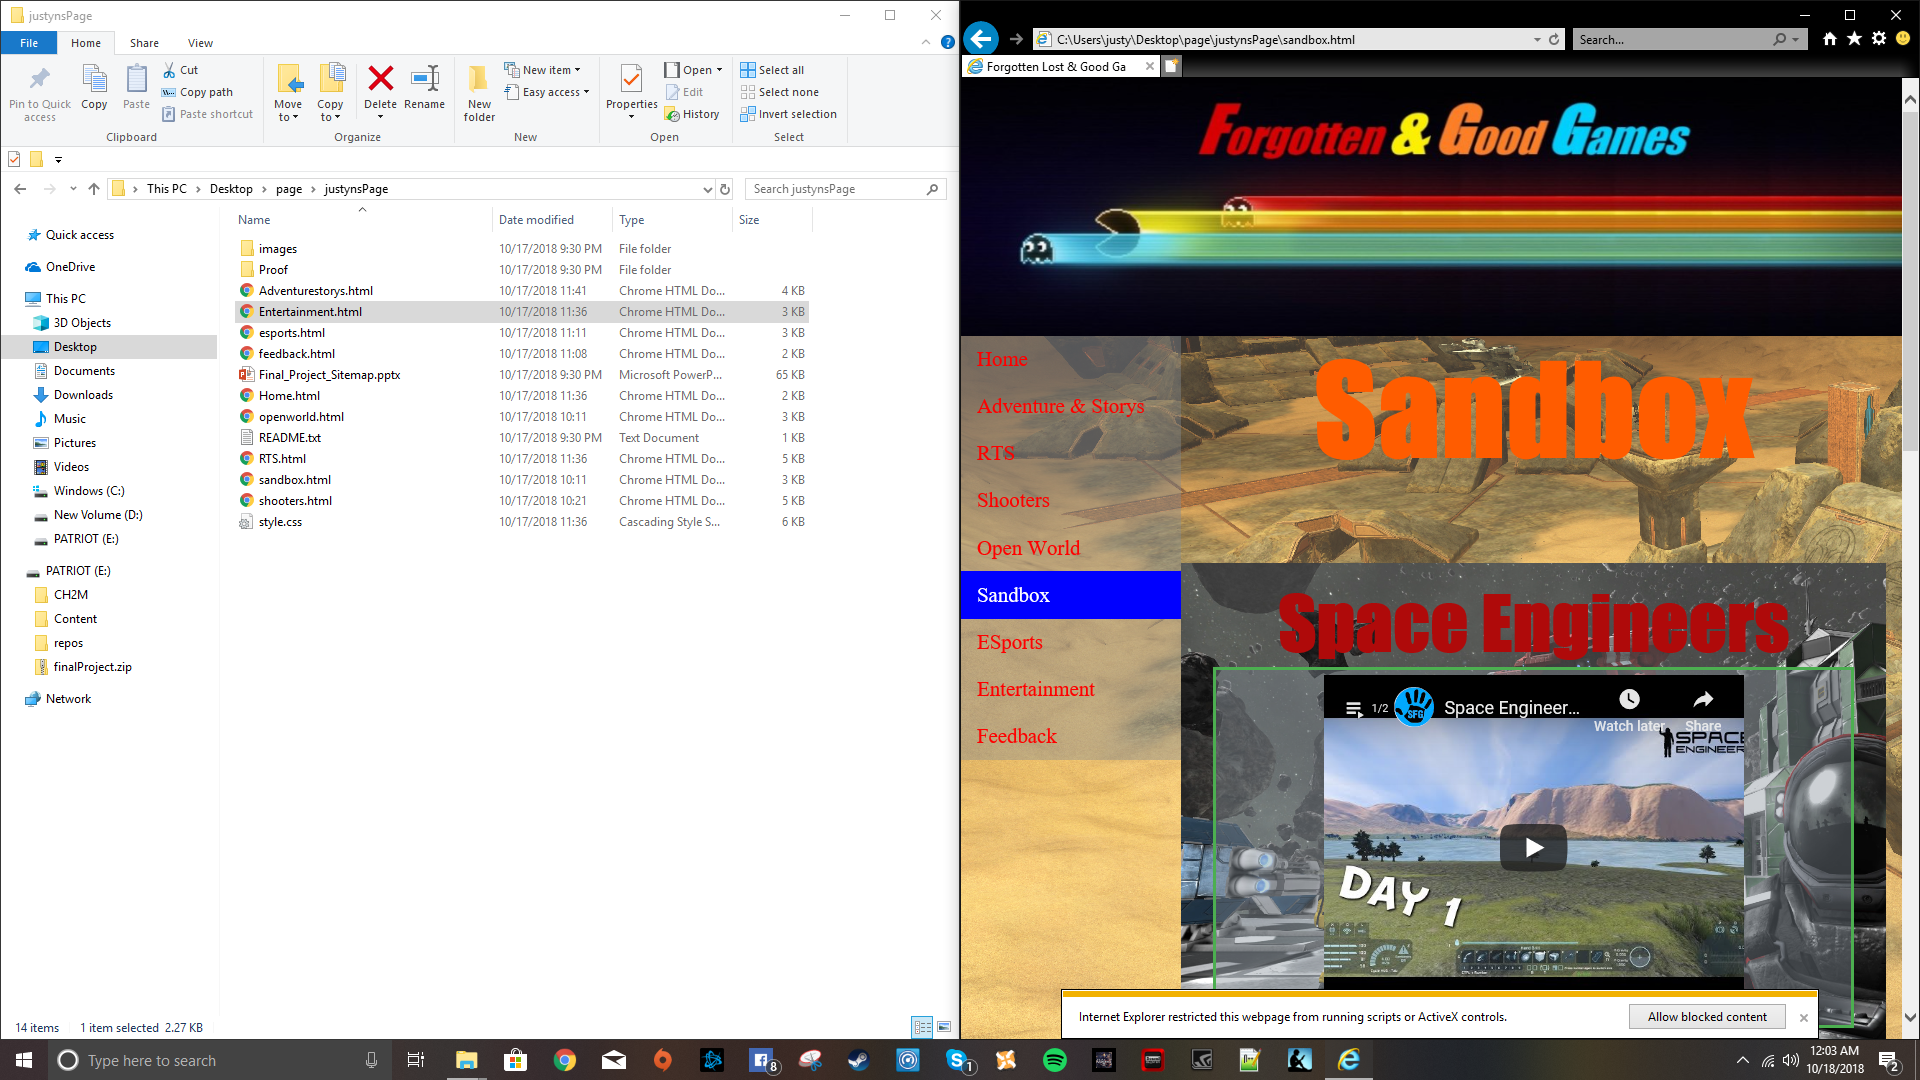 justynsPage
File
Home
Share
View
Pin to Quick access
Copy
Paste
Cut
Copy path
Paste shortcut
Clipboard
Move to
Copy to
Delete
Rename
Organize
New folder
New item
Easy access
New
Properties
Open
Edit
History
Open
Select all
Select none
Invert selection
Select
This PC
Desktop
page
justynsPage
Search justynsPage
Quick access
OneDrive
This PC
3D Objects
Desktop
Documents
Downloads
Music
Pictures
Videos
Windows (C:)
New Volume (D:)
PATRIOT (E:)
PATRIOT (E:)
CH2M
Content
repos
finalProject.zip
Network
Name Date modified Type Size
images 10/17/2018 9:30 PM File folder
Proof 10/17/2018 9:30 PM File folder
Adventurestorys.html 10/17/2018 11:41 Chrome HTML Do... 4 KB
Entertainment.html 10/17/2018 11:36 Chrome HTML Do... 3 KB
esports.html 10/17/2018 11:11 Chrome HTML Do... 3 KB
feedback.html 10/17/2018 11:08 Chrome HTML Do... 2 KB
Final_Project_Sitemap.pptx 10/17/2018 9:30 PM Microsoft PowerP... 65 KB
Home.html 10/17/2018 11:36 Chrome HTML Do... 2 KB
openworld.html 10/17/2018 10:11 Chrome HTML Do... 3 KB
README.txt 10/17/2018 9:30 PM Text Document 1 KB
RTS.html 10/17/2018 11:36 Chrome HTML Do... 5 KB
sandbox.html 10/17/2018 10:11 Chrome HTML Do... 3 KB
shooters.html 10/17/2018 10:21 Chrome HTML Do... 5 KB
style.css 10/17/2018 11:36 Cascading Style S... 6 KB
14 items 1 item selected 2.27 KB
C:\Users\justy\Desktop\page\justynsPage\sandbox.html
Search...
Forgotten Lost & Good Ga
Forgotten & Good Games
Home
Adventure & Storys
RTS
Shooters
Open World
Sandbox
ESports
Entertainment
Feedback
Sandbox
Space Engineers
1/2
SFG
Space Engineer...
Watch later
Share
SPACE
ENGINEER
DAY 1
Internet Explorer restricted this webpage from running scripts or ActiveX controls.
Allow blocked content
Type here to search
8
1
12:03 AM
10/18/2018
2